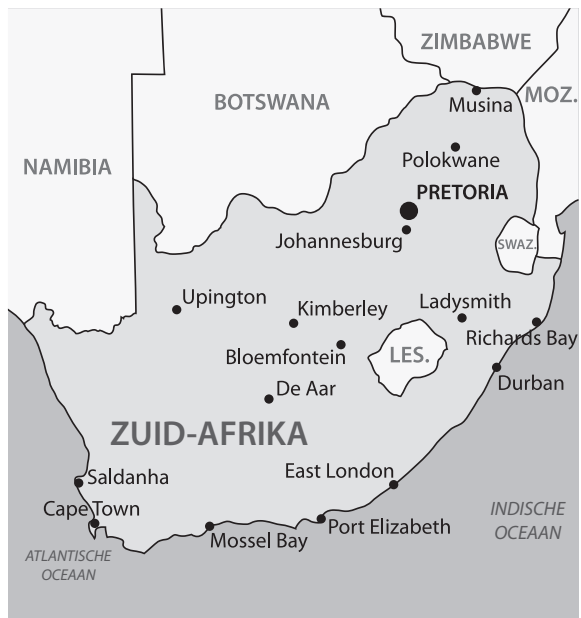 ZIMBABWE
BOTSWANA
MOZ.
Musina
NAMIBIA
Polokwane
PRETORIA
Johannesburg
SWAZ.
Upington
Kimberley
Ladysmith
Richards Bay
Bloemfontein
LES.
Durban
De Aar
ZUID-AFRIKA
East London
Saldanha
Cape Town
Port Elizabeth
Mossel Bay
INDISCHE
OCEAAN
ATLANTISCHE
OCEAAN